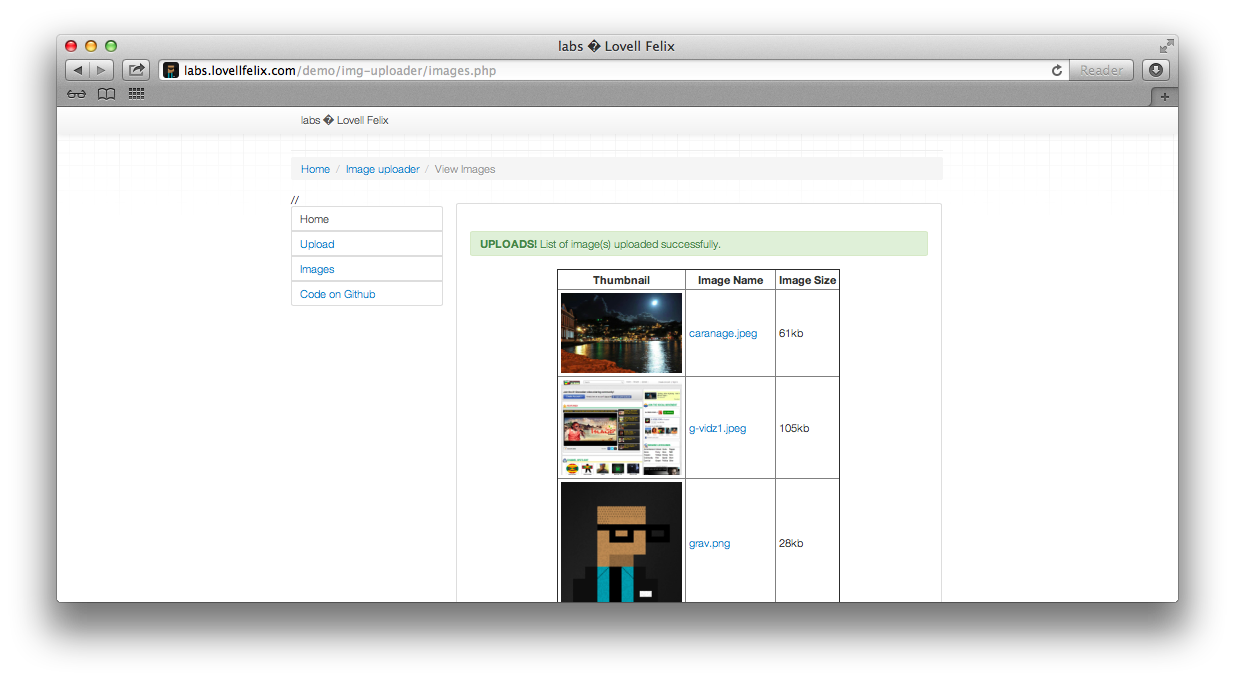 labs � Lovell Felix
labs.lovellfelix.com/demo/img-uploader/images.php
Reader
labs � Lovell Felix
Home / Image uploader / View Images
//
Home
Upload
Images
Code on Github
UPLOADS! List of image(s) uploaded successfully.
Thumbnail Image Name Image Size
caranage.jpeg 61kb
g-vidz1.jpeg 105kb
grav.png 28kb